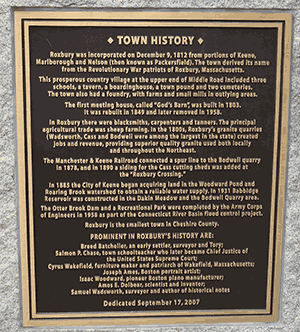 ◆ TOWN HISTORY ◆
Roxbury was incorporated on December 9, 1812 from portions of Keene,
Marlborough and Nelson (then known as Packersfield). The town derived its name
from the Revolutionary War patriots of Roxbury, Massachusetts.
This prosperous country village at the upper end of Middle Road included three
schools, a tavern, a boardinghouse, a town pound and two cemeteries.
The town also had a foundry, with farms and small mills in outlying areas.
The first meeting house, called "God's Barn", was built in 1803.
It was rebuilt in 1849 and later removed in 1958.
In Roxbury there were blacksmiths, carpenters and tanners. The principal
agricultural trade was sheep farming. In the 1800s, Roxbury's granite quarries
(Wadsworth, Cass and Bodwell were among the largest in the state) created
jobs and revenue, providing superior quality granite used both locally
and throughout the Northeast.
The Manchester & Keene Railroad connected a spur line to the Bodwell quarry
in 1878, and in 1890 a siding for the Cass cutting sheds was added at
the "Roxbury Crossing."
In 1885 the City of Keene began acquiring land in the Woodward Pond and
Roaring Brook watershed to obtain a reliable water supply. In 1931 Babbidge
Reservoir was constructed in the Dakin Meadow and the Bodwell Quarry area.
The Otter Brook Dam and a Recreational Park were completed by the Army Corps
of Engineers in 1958 as part of the Connecticut River Basin flood control project.
Roxbury is the smallest town in Cheshire County.
PROMINENT IN ROXBURY'S HISTORY ARE:
Breed Batcheller, an early settler, surveyor and Tory;
Salmon P. Chase, town schoolteacher who later became Chief Justice of
the United States Supreme Court;
Cyrus Wakefield, furniture maker and patriarch of Wakefield, Massachusetts;
Joseph Ames, Boston portrait artist;
Isaac Woodward, pioneer Boston piano manufacturer;
Amos E. Dolbear, scientist and inventor;
Samuel Wadsworth, surveyor and author of historical notes
Dedicated September 17, 2007